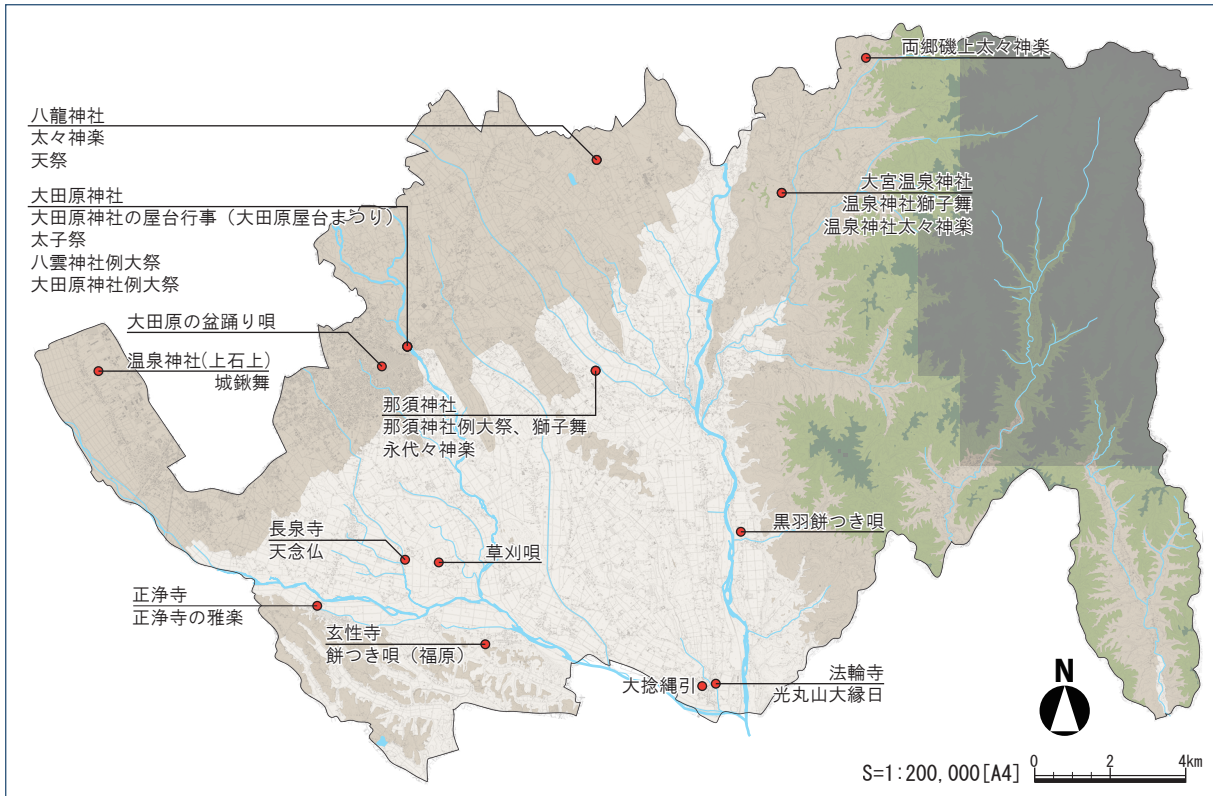 両郷磯上太々神楽
八龍神社
太々神楽
天祭
大宮温泉神社
温泉神社獅子舞
温泉神社太々神楽
大田原神社
大田原神社の屋台行事（大田原屋台まつり）
太子祭
八雲神社例大祭
大田原神社例大祭
大田原の盆踊り唄
温泉神社(上石上)
城鍬舞
那須神社
那須神社例大祭、獅子舞
永代々神楽
黒羽餅つき唄
長泉寺
天念仏
草刈唄
正浄寺
正浄寺の雅楽
玄性寺
餅つき唄（福原）
大捻縄引
法輪寺
光丸山大縁日
N
S=1:200,000[A4]
0 2 4km